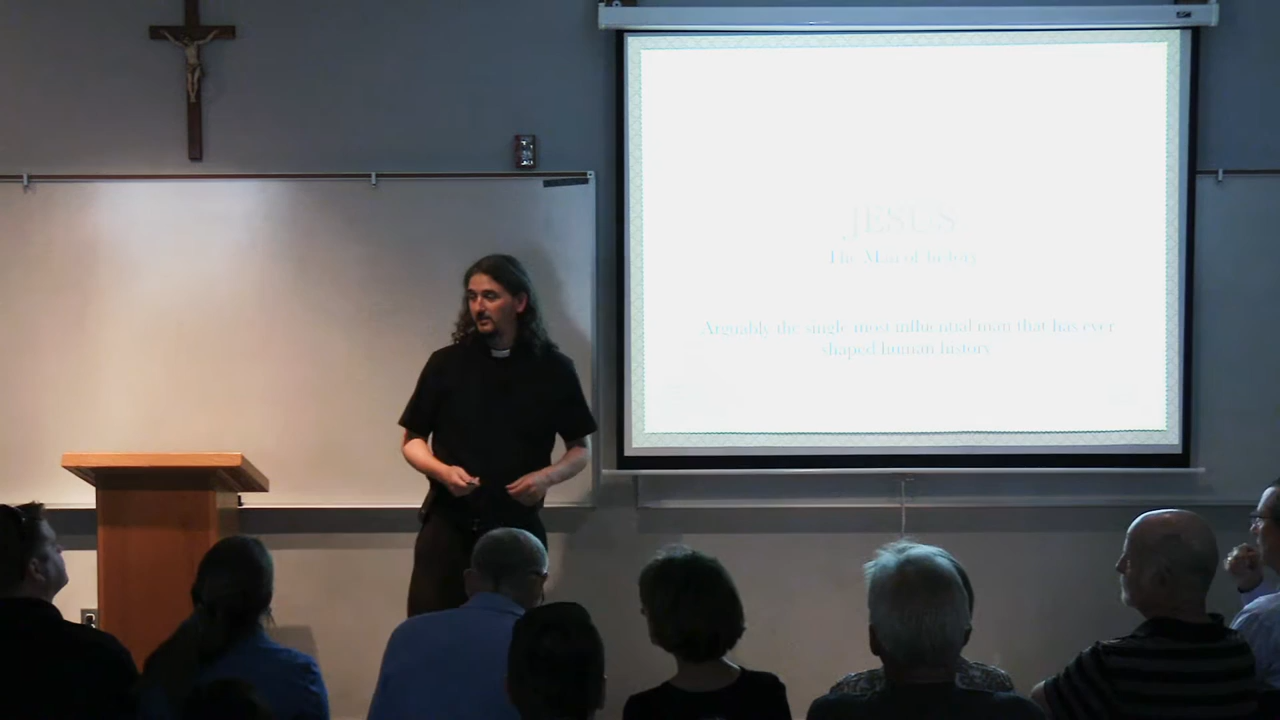 JESUS
The Man of history
Arguably the single most influential man that has ever
shaped human history